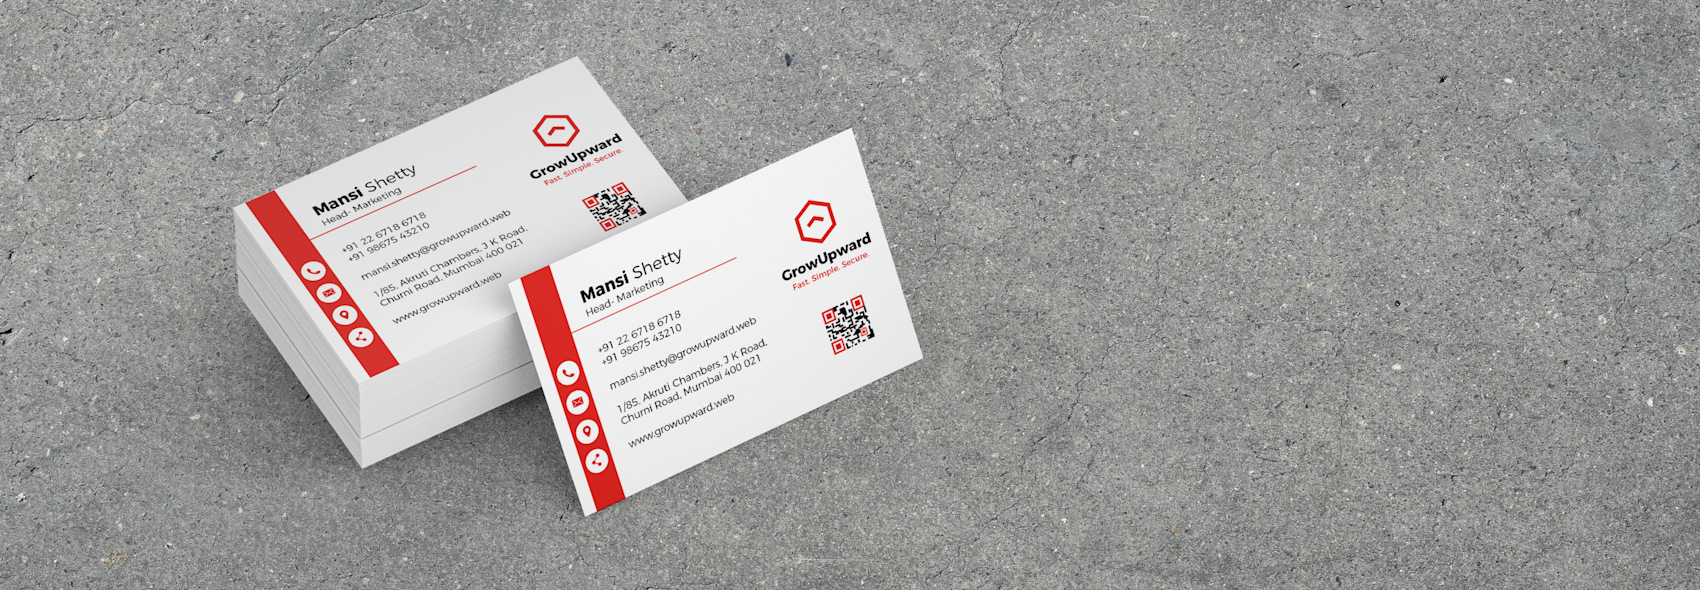 Mansi Shetty
Head- Marketing
+91 22 6718 6718
+91 98675 43210
mansi.shetty@growupward.web
1/85, Akruti Chambers, J K Road,
Churni Road, Mumbai 400 021
www.growupward.web
GrowUpward
Fast. Simple. Secure.
Mansi Shetty
Head- Marketing
+91 22 6718 6718
+91 98675 43210
mansi.shetty@growupward.web
1/85, Akruti Chambers, J K Road,
Churni Road, Mumbai 400 021
www.growupward.web
GrowUpward
Fast. Simple. Secure.